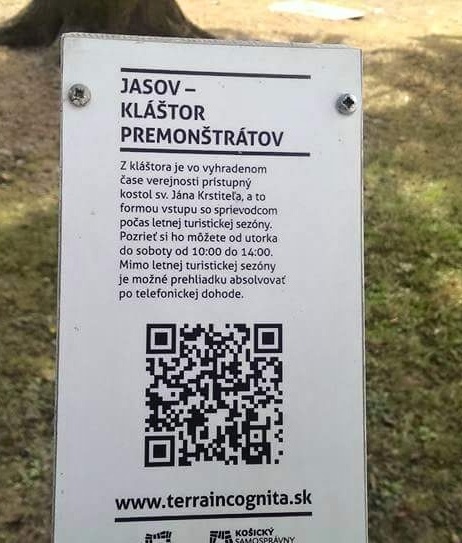 JASOV –
KLÁŠTOR
PREMONŠTRÁTOV
Z kláštora je vo vyhradenom
čase verejnosti prístupný
kostol sv. Jána Krstiteľa, a to
formou vstupu so sprievodcom
počas letnej turistickej sezóny.
Pozrieť si ho môžete od utorka
do soboty od 10:00 do 14:00.
Mimo letnej turistickej sezóny
je možné prehliadku absolvovať
po telefonickej dohode.
www.terraincognita.sk
KOŠICKÝ
SAMOSPRÁVNY